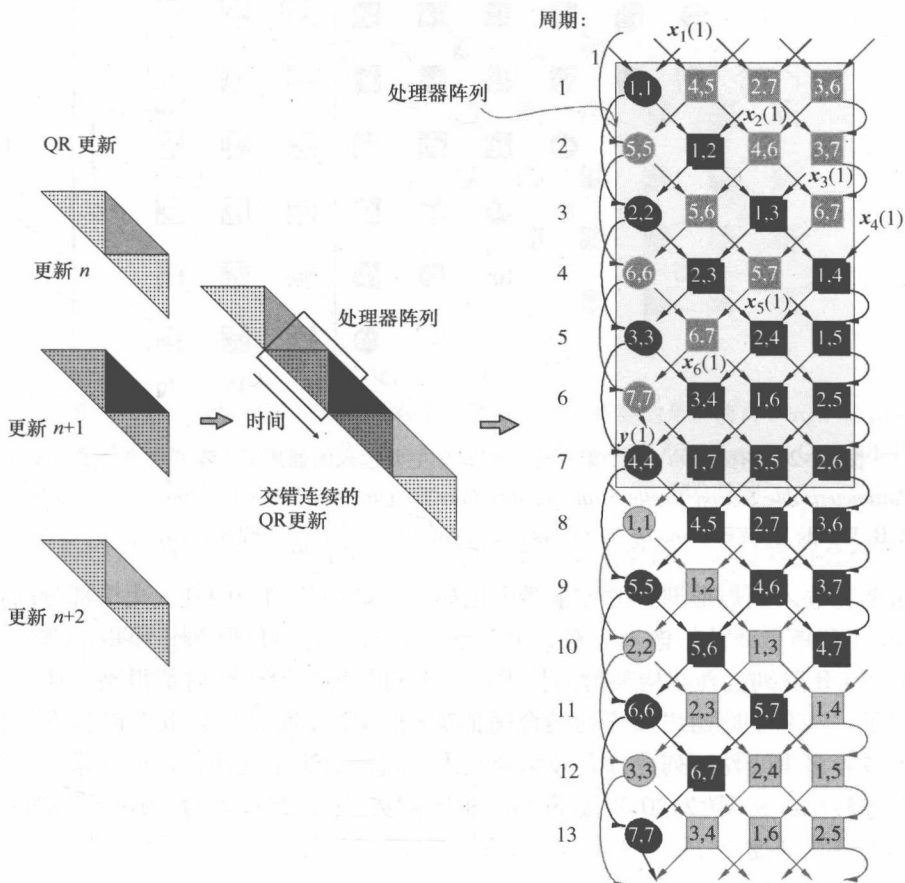 周期:
x₁(1)
1
处理器阵列
1 1,1 4,5 2,7 3,6
x₂(1)
QR 更新
2 5,5 1,2 4,6 3,7
x₃(1)
3 2,2 5,6 1,3 6,7
x₄(1)
更新 n
4 6,6 2,3 5,7 1,4
x₅(1)
处理器阵列
5 3,3 6,7 2,4 1,5
x₆(1)
6 7,7 3,4 1,6 2,5
时间
更新 n+1
y(1)
7 4,4 1,7 3,5 2,6
交错连续的
QR更新
8 1,1 4,5 2,7 3,6
9 5,5 1,2 4,6 3,7
10 2,2 5,6 1,3 4,7
更新 n+2
11 6,6 2,3 5,7 1,4
12 3,3 6,7 2,4 1,5
13 7,7 3,4 1,6 2,5